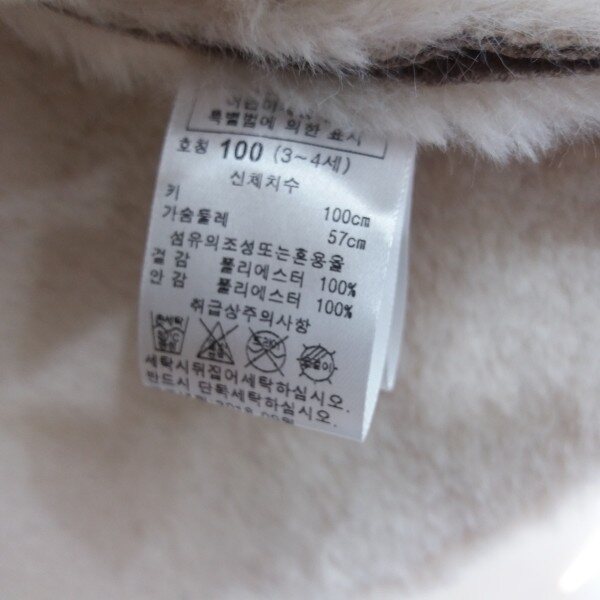 특별법에 의한 표시
호칭 100 (3~4세)
신체치수
키 100cm
가슴둘레 57cm
섬유의조성또는혼용율
겉감 폴리에스터 100%
안감 폴리에스터 100%
취급상주의사항
세탁시뒤집어세탁하십시오.
반드시 단독세탁하십시오.